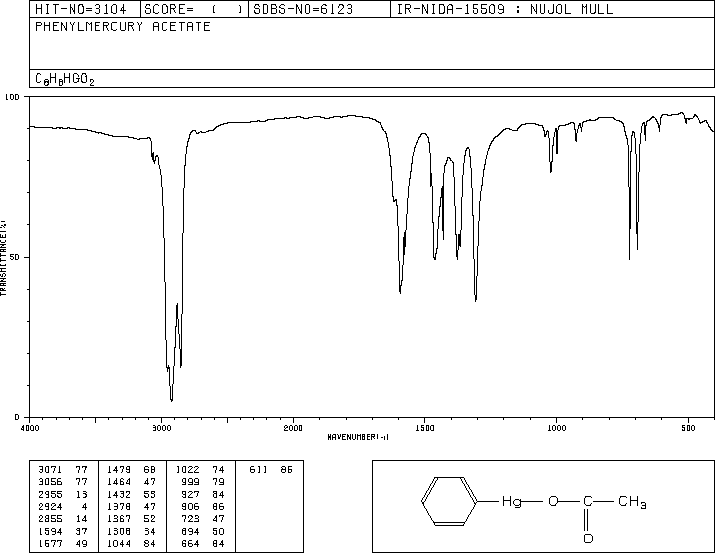 HIT-NO=3104 SCORE= ( ) SDBS-NO=6123 IR-NIDA-15509 : NUJOL MULL
PHENYLMERCURY ACETATE
C8H8HGO2
100
50
0
TRANSMITTANCE(%)
4000 3000 2000 1500 1000 500
WAVENUMBER(-1)
3071 77 1479 68 1022 74 611 86
3056 77 1464 47 999 79
2955 13 1432 55 927 84
2924 4 1378 47 906 86
2855 14 1367 52 723 47
1594 37 1308 34 694 50
1577 49 1044 84 664 84
Hg O C CH3
O